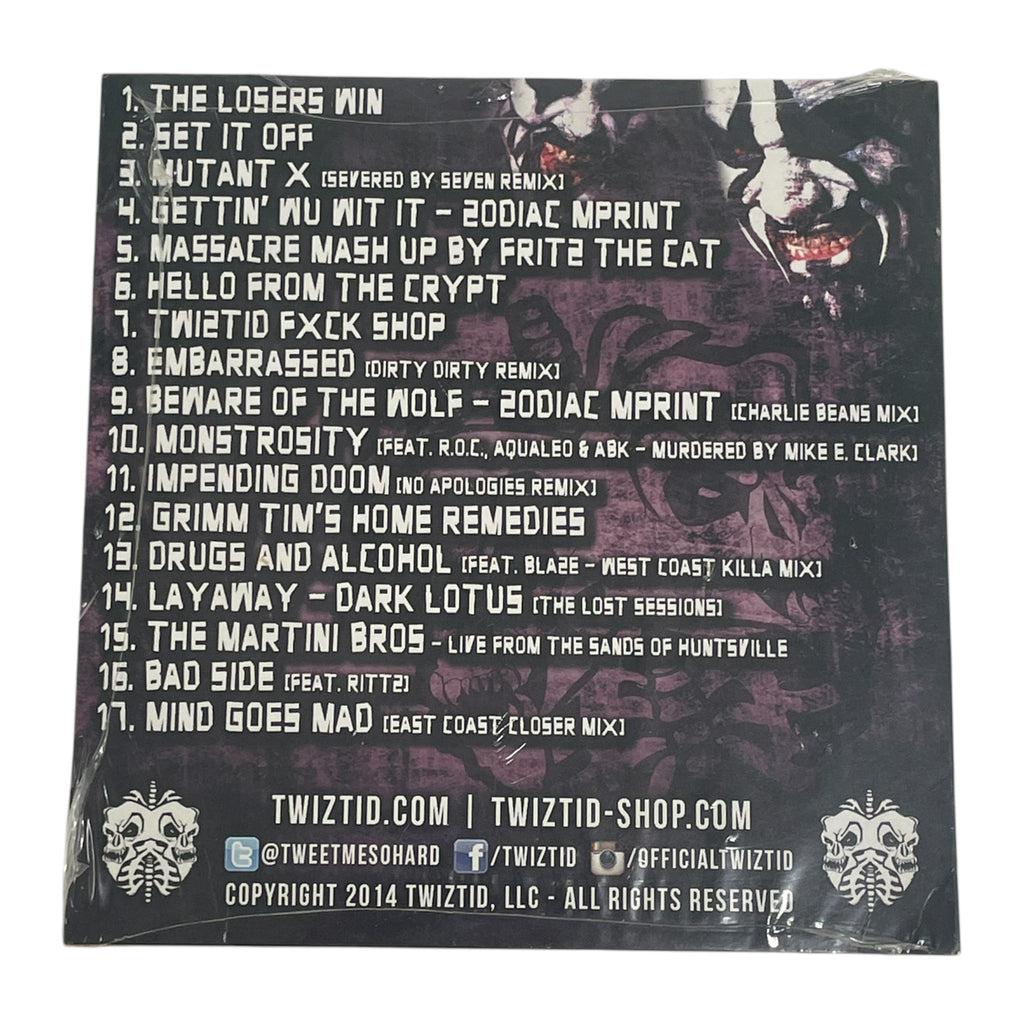 1. THE LOSERS WIN
2. SET IT OFF
3. MUTANT X [SEVERED BY SEVEN REMIX]
4. GETTIN' WU WIT IT - ZODIAC MPRINT
5. MASSACRE MASH UP BY FRITZ THE CAT
6. HELLO FROM THE CRYPT
7. TWIZTID FXCK SHOP
8. EMBARRASSED [DIRTY DIRTY REMIX]
9. BEWARE OF THE WOLF - ZODIAC MPRINT [CHARLIE BEANS MIX]
10. MONSTROSITY [FEAT. R.O.C., AQUALEO & ABK - MURDERED BY MIKE E. CLARK]
11. IMPENDING DOOM [NO APOLOGIES REMIX]
12. GRIMM TIM'S HOME REMEDIES
13. DRUGS AND ALCOHOL [FEAT. BLAZE - WEST COAST KILLA MIX]
14. LAYAWAY - DARK LOTUS [THE LOST SESSIONS]
15. THE MARTINI BROS - LIVE FROM THE SANDS OF HUNTSVILLE
16. BAD SIDE [FEAT. RITTZ]
17. MIND GOES MAD [EAST COAST CLOSER MIX]
TWIZTID.COM | TWIZTID-SHOP.COM
@TWEETMESOHARD /TWIZTID /OFFICIALTWIZTID
COPYRIGHT 2014 TWIZTID, LLC - ALL RIGHTS RESERVED